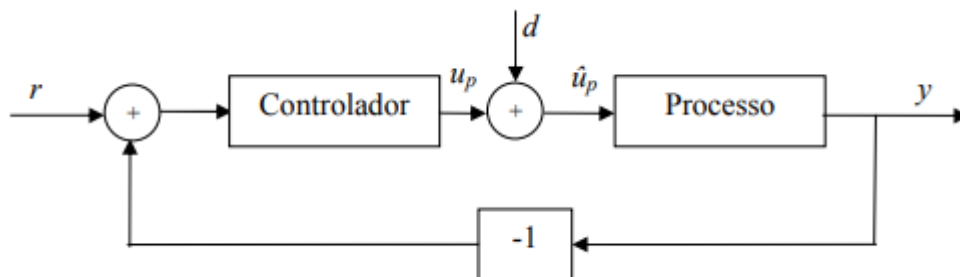 d
r
u_p
û_p
y
+
Controlador
+
Processo
-1